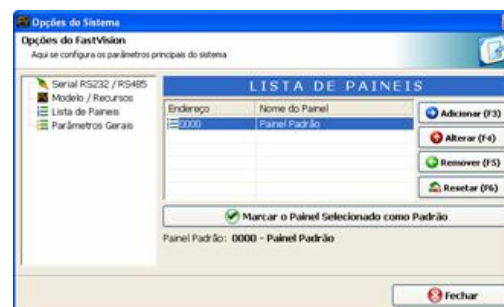 Opções do Sistema
Opções do FastVision
Aqui se configura os parâmetros principais do sistema
Serial RS232 / RS485
Modelo / Recursos
Lista de Paineis
Parâmetros Gerais
LISTA DE PAINEIS
Endereço Nome do Painel
0000 Painel Padrão
Adicionar (F3)
Alterar (F4)
Remover (F5)
Resetar (F6)
Marcar o Painel Selecionado como Padrão
Painel Padrão: 0000 - Painel Padrão
Fechar